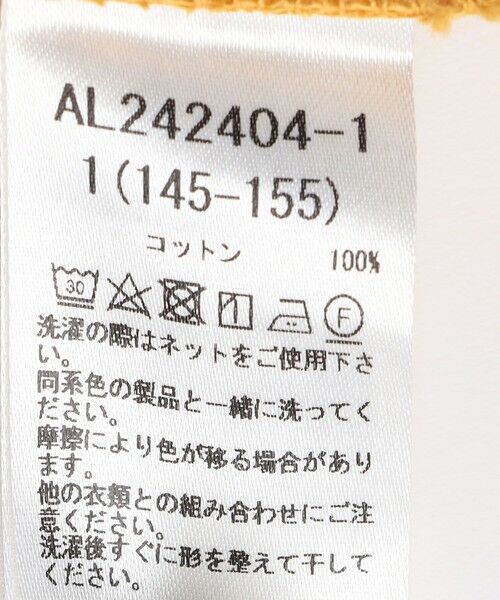 AL242404-1
1(145-155)
コットン 100%
30
F
洗濯の際はネットをご使用下さ
い。
同系色の製品と一緒に洗ってく
ださい。
摩擦により色が移る場合があり
ます。
他の衣類との組み合わせにご注
意ください。
洗濯後すぐに形を整えて干して
ください。